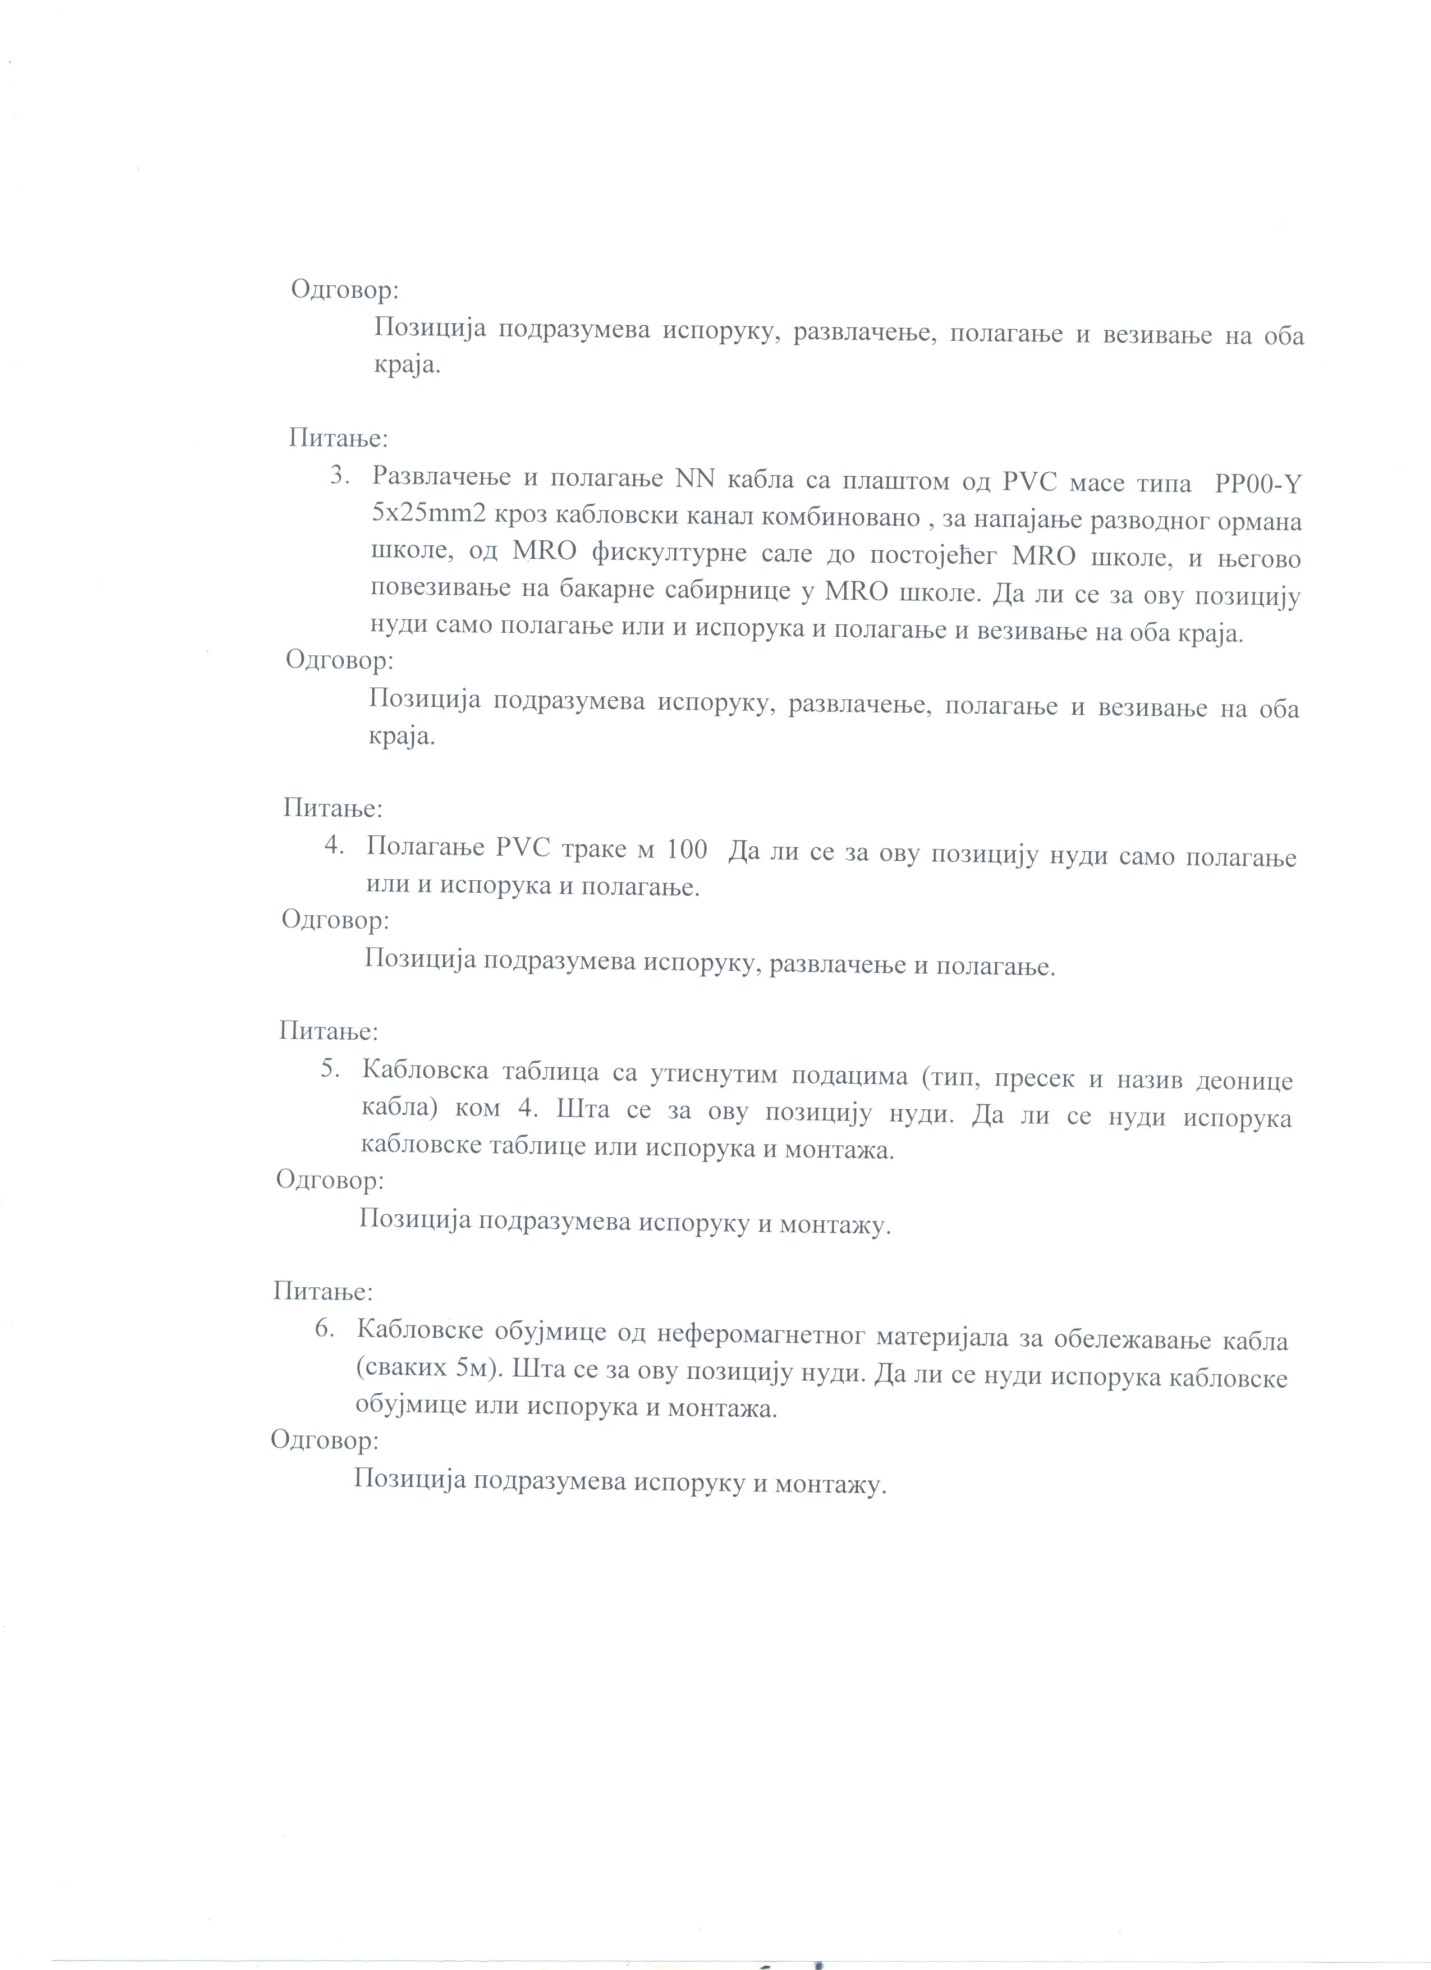 Одговор:
Позиција подразумева испоруку, развлачење, полагање и везивање на оба
краја.
Питање:
3. Развлачење и полагање NN кабла са плаштом од PVC масе типа PP00-Y
5x25mm2 кроз кабловски канал комбиновано , за напајање разводног ормана
школе, од MRO фискултурне сале до постојећег MRO школе, и његово
повезивање на бакарне сабирнице у MRO школе. Да ли се за ову позицију
нуди само полагање или и испорука и полагање и везивање на оба краја.
Одговор:
Позиција подразумева испоруку, развлачење, полагање и везивање на оба
краја.
Питање:
4. Полагање PVC траке м 100 Да ли се за ову позицију нуди само полагање
или и испорука и полагање.
Одговор:
Позиција подразумева испоруку, развлачење и полагање.
Питање:
5. Кабловска таблица са утиснутим подацима (тип, пресек и назив деонице
кабла) ком 4. Шта се за ову позицију нуди. Да ли се нуди испорука
кабловске таблице или испорука и монтажа.
Одговор:
Позиција подразумева испоруку и монтажу.
Питање:
6. Кабловске обујмице од неферомагнетног материјала за обележавање кабла
(сваких 5м). Шта се за ову позицију нуди. Да ли се нуди испорука кабловске
обујмице или испорука и монтажа.
Одговор:
Позиција подразумева испоруку и монтажу.